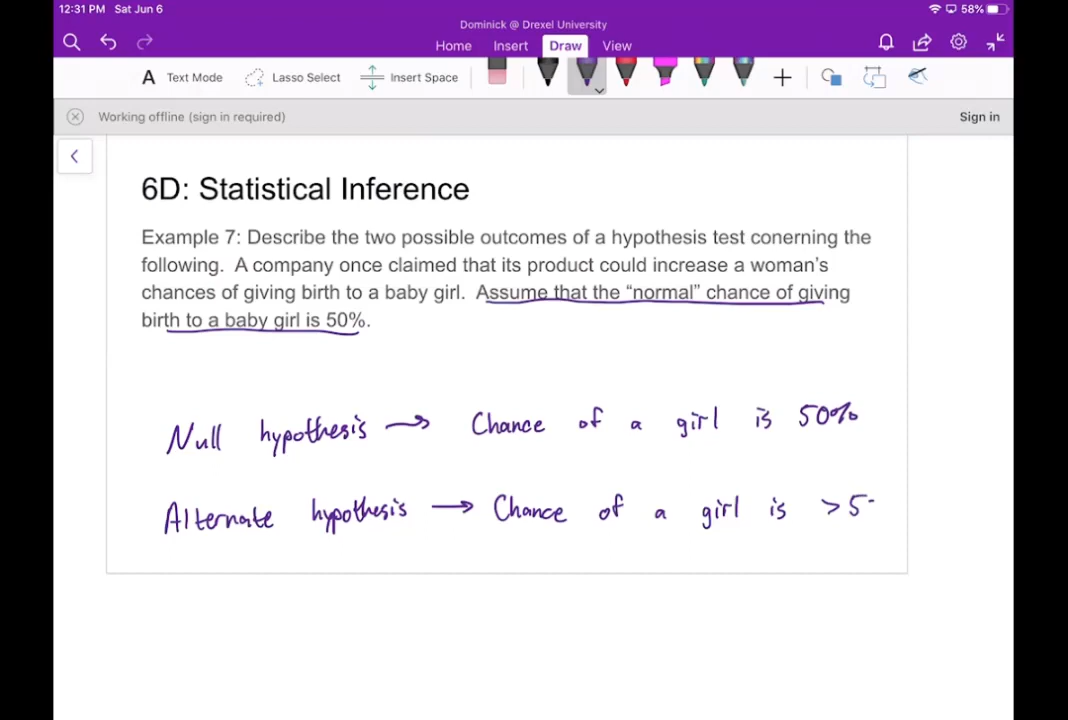 12:31 PM Sat Jun 6 58%
Dominick @ Drexel University
Home Insert Draw View
A Text Mode Lasso Select Insert Space
Working offline (sign in required) Sign in
6D: Statistical Inference
Example 7: Describe the two possible outcomes of a hypothesis test conerning the
following. A company once claimed that its product could increase a woman's
chances of giving birth to a baby girl. Assume that the “normal” chance of giving
birth to a baby girl is 50%.
Null hypothesis → Chance of a girl is 50%
Alternate hypothesis → Chance of a girl is >5